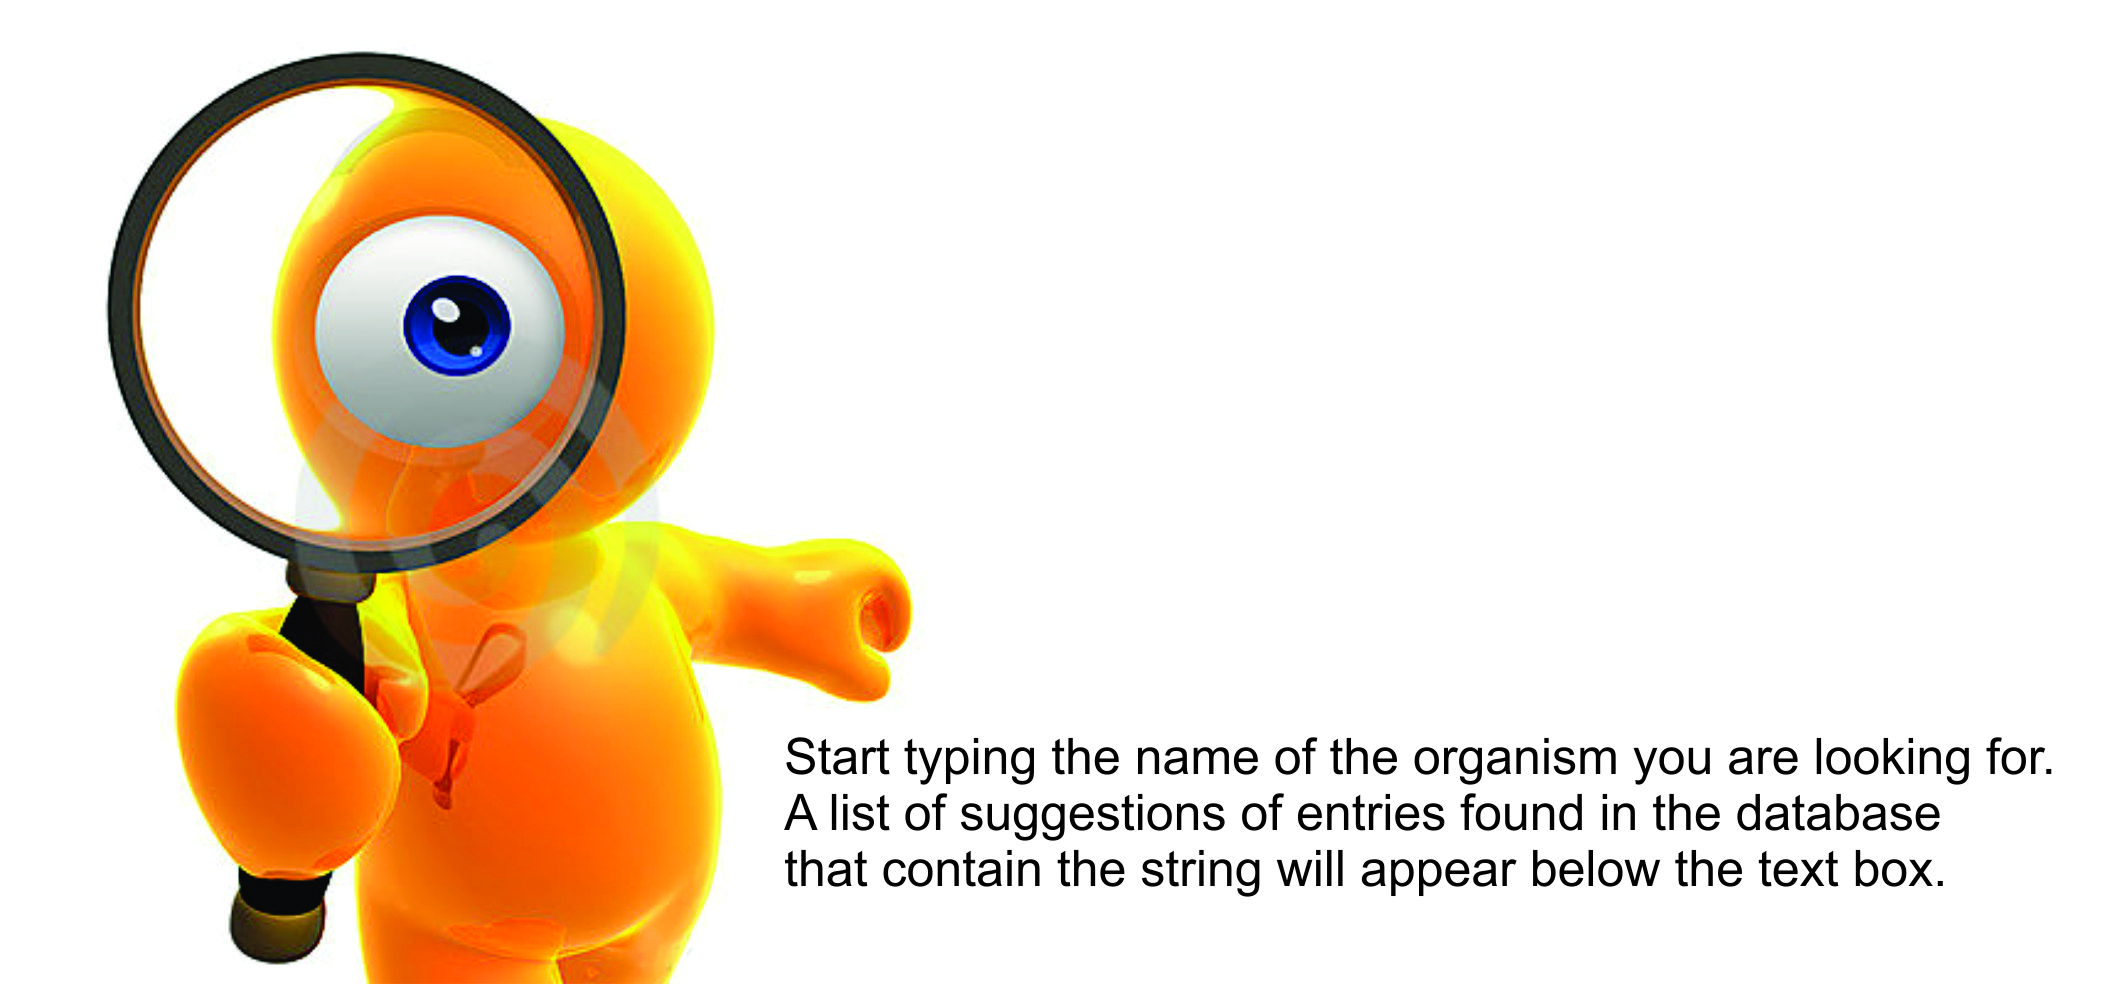 Start typing the name of the organism you are looking for.
A list of suggestions of entries found in the database
that contain the string will appear below the text box.